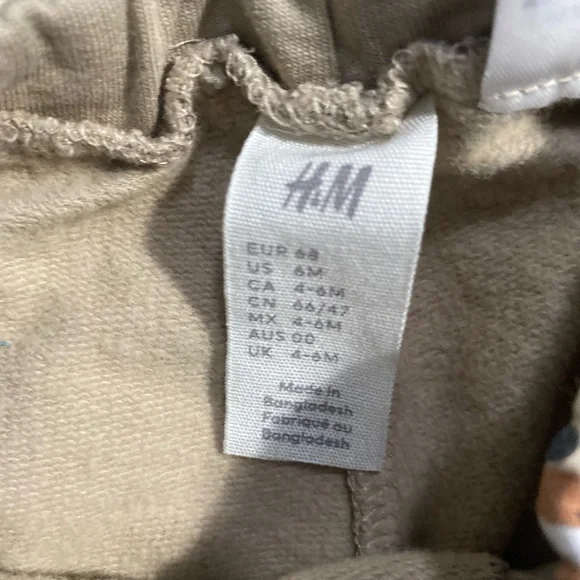 H&M
EUR 68
US 6M
CA 4-6M
CN 66/47
MX 4-6M
AUS 00
UK 4-6M
Made in
Bangladesh
Fabriqué au
Bangladesh